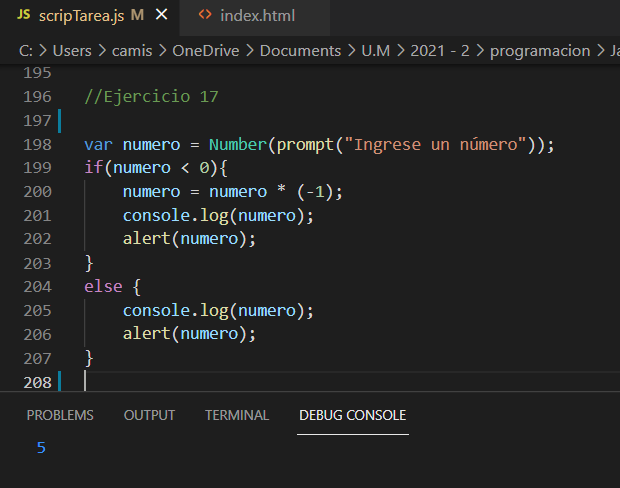 JS scripTarea.js M × <> index.html
C: > Users > camis > OneDrive > Documents > U.M > 2021 - 2 > programacion >
195
196 //Ejercicio 17
197
198 var numero = Number(prompt("Ingrese un número"));
199 if(numero < 0){
200 numero = numero * (-1);
201 console.log(numero);
202 alert(numero);
203 }
204 else {
205 console.log(numero);
206 alert(numero);
207 }
208
PROBLEMS OUTPUT TERMINAL DEBUG CONSOLE
5